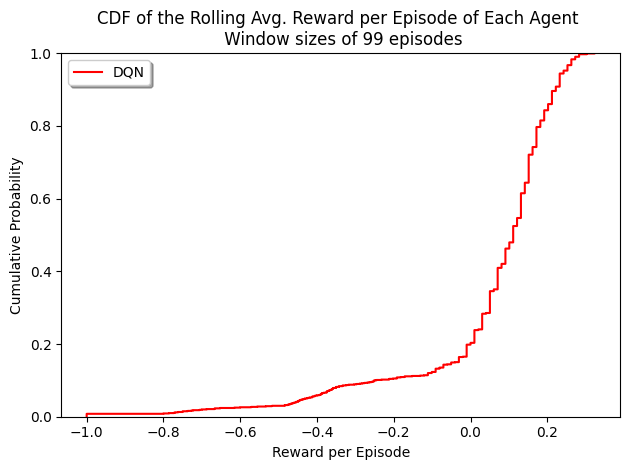 CDF of the Rolling Avg. Reward per Episode of Each Agent
Window sizes of 99 episodes
DQN
Cumulative Probability
1.0
0.8
0.6
0.4
0.2
0.0
−1.0 −0.8 −0.6 −0.4 −0.2 0.0 0.2
Reward per Episode